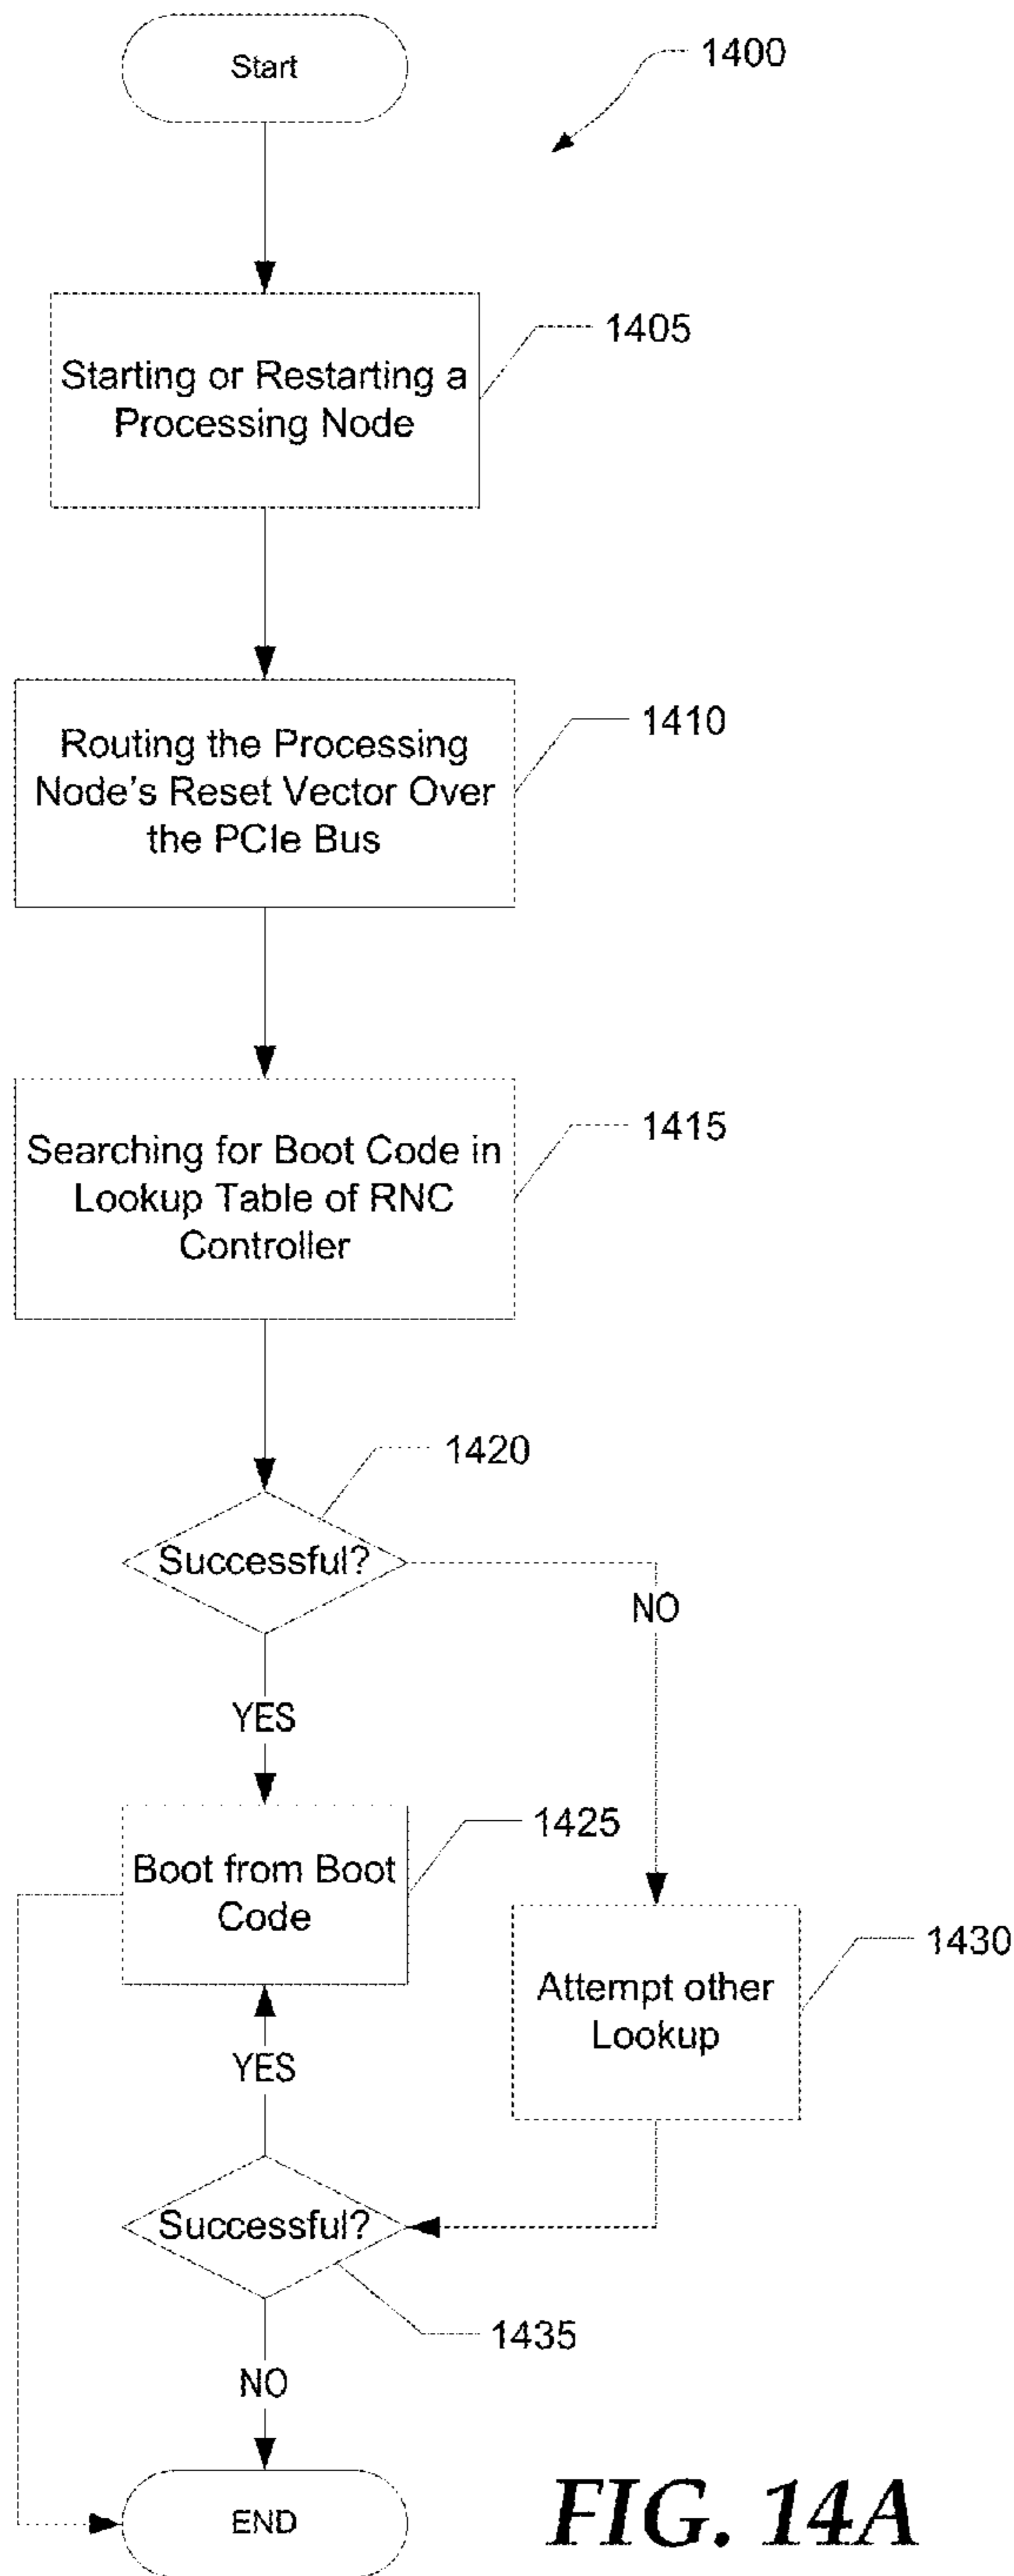 Start
1400
1405
Starting or Restarting a
Processing Node
1410
Routing the Processing
Node's Reset Vector Over
the PCIe Bus
1415
Searching for Boot Code in
Lookup Table of RNC
Controller
1420
Successful?
NO
YES
1425
Boot from Boot
Code
1430
Attempt other
Lookup
YES
Successful?
1435
NO
END
FIG. 14A